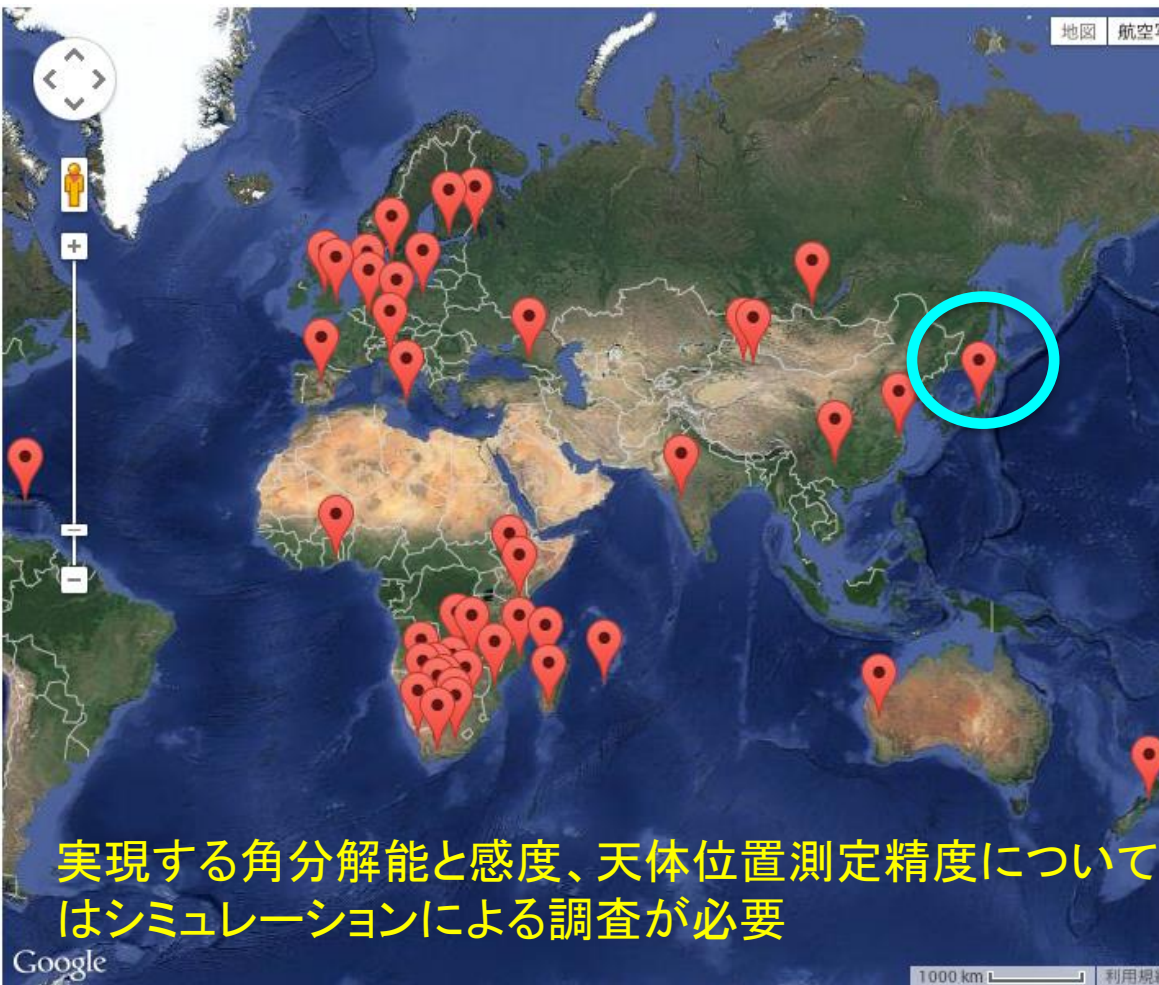 地図 航空写
実現する角分解能と感度、天体位置測定精度について
はシミュレーションによる調査が必要
Google
1000 km 利用規